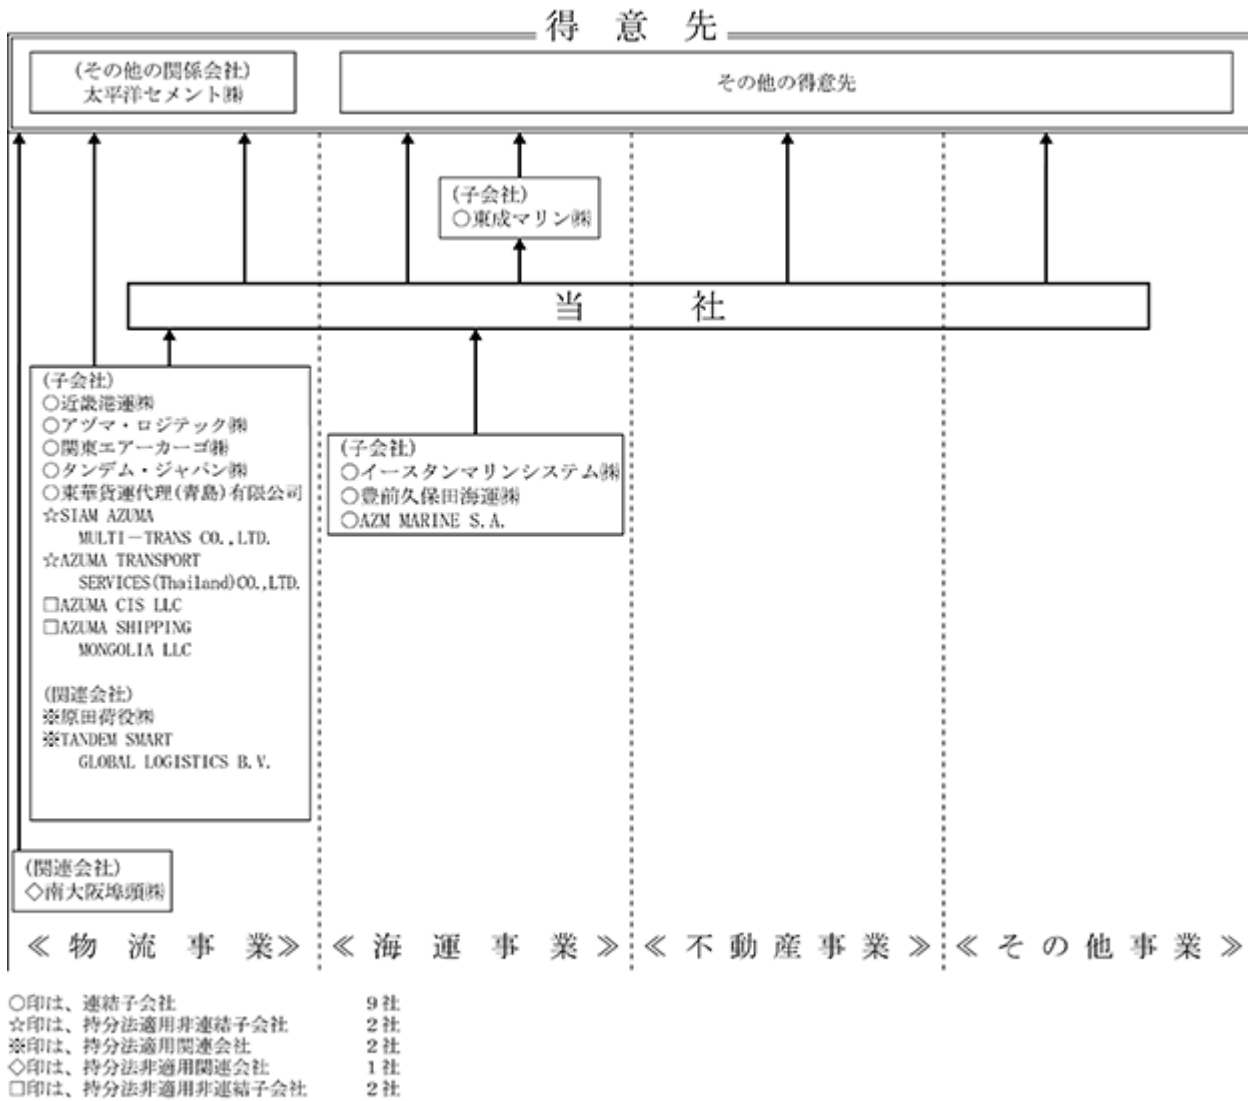 得意先
(その他の関係会社)
太平洋セメント㈱
その他の得意先
(子会社)
○東成マリン㈱
当社
(子会社)
○近畿港運㈱
○アヅマ・ロジテック㈱
○関東エアーカーゴ㈱
○タンデム・ジャパン㈱
○東華貨運代理(青島)有限公司
☆SIAM AZUMA
MULTI－TRANS CO.,LTD.
☆AZUMA TRANSPORT
SERVICES(Thailand)CO.,LTD.
□AZUMA CIS LLC
□AZUMA SHIPPING
MONGOLIA LLC
(関連会社)
※原田荷役㈱
※TANDEM SMART
GLOBAL LOGISTICS B.V.
(子会社)
○イースタンマリンシステム㈱
○豊前久保田海運㈱
○AZM MARINE S.A.
(関連会社)
◇南大阪埠頭㈱
≪物流事業≫
≪海運事業≫
≪不動産事業≫
≪その他事業≫
○印は、連結子会社 9社
☆印は、持分法適用非連結子会社 2社
※印は、持分法適用関連会社 2社
◇印は、持分法非適用関連会社 1社
□印は、持分法非適用非連結子会社 2社